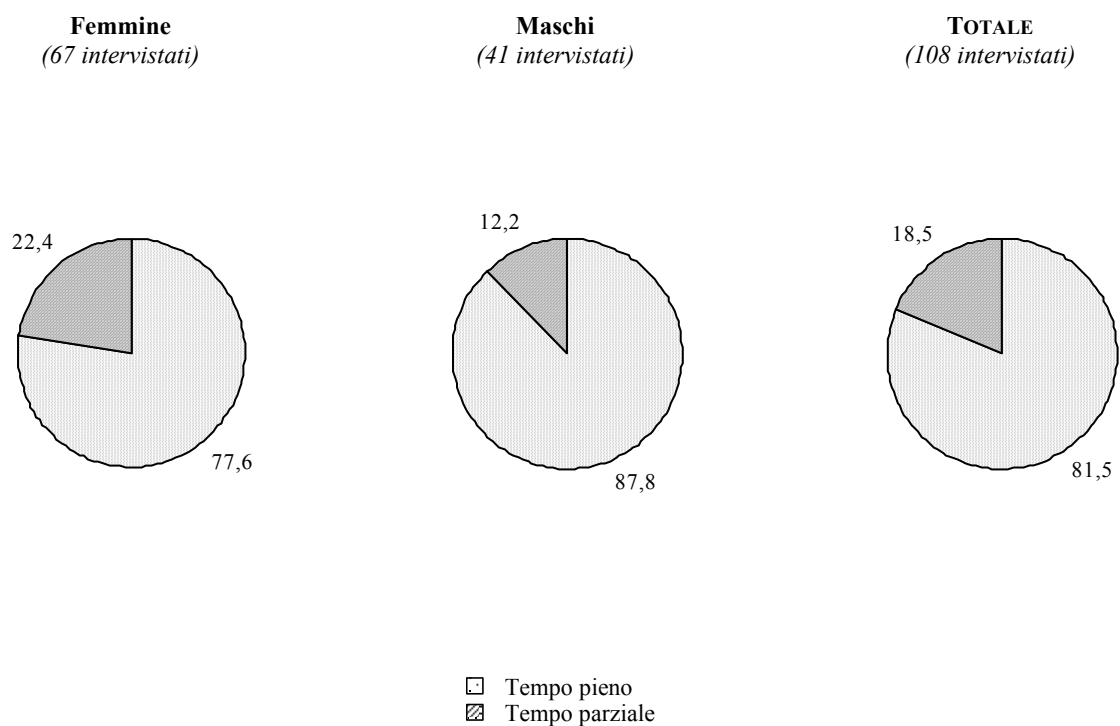 Femmine
(67 intervistati)
Maschi
(41 intervistati)
TOTALE
(108 intervistati)
22,4
77,6
12,2
87,8
18,5
81,5
Tempo pieno
Tempo parziale